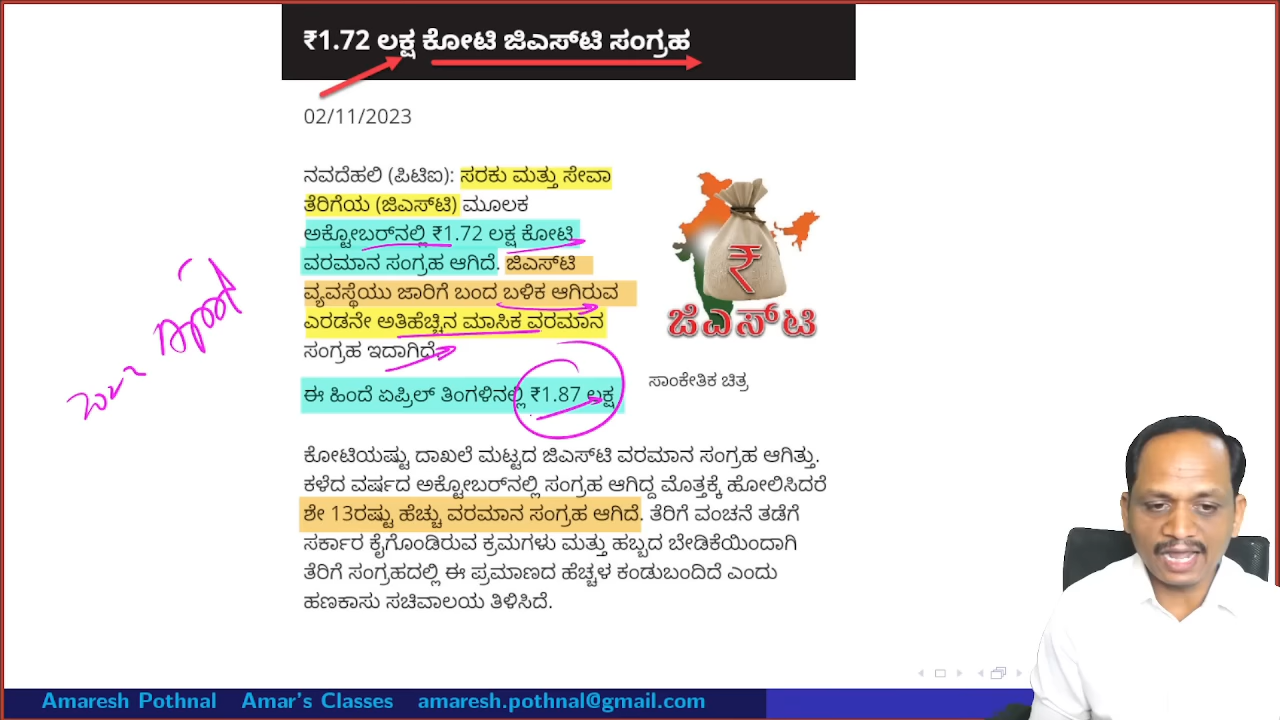 ₹1.72 ಲಕ್ಷ ಕೋಟಿ ಜಿಎಸ್‌ಟಿ ಸಂಗ್ರಹ
02/11/2023
ನವದೆಹಲಿ (ಪಿಟಿಐ): ಸರಕು ಮತ್ತು ಸೇವಾ
ತೆರಿಗೆಯ (ಜಿಎಸ್‌ಟಿ) ಮೂಲಕ
ಅಕ್ಟೋಬರ್‌ನಲ್ಲಿ ₹1.72 ಲಕ್ಷ ಕೋಟಿ
ವರಮಾನ ಸಂಗ್ರಹ ಆಗಿದೆ. ಜಿಎಸ್‌ಟಿ
ವ್ಯವಸ್ಥೆಯು ಜಾರಿಗೆ ಬಂದ ಬಳಿಕ ಆಗಿರುವ
ಎರಡನೇ ಅತಿಹೆಚ್ಚಿನ ಮಾಸಿಕ ವರಮಾನ
ಸಂಗ್ರಹ ಇದಾಗಿದೆ.
ಈ ಹಿಂದೆ ಏಪ್ರಿಲ್ ತಿಂಗಳಿನಲ್ಲಿ ₹1.87 ಲಕ್ಷ
ಜಿಎಸ್‌ಟಿ
ಸಾಂಕೇತಿಕ ಚಿತ್ರ
ಕೋಟಿಯಷ್ಟು ದಾಖಲೆ ಮಟ್ಟದ ಜಿಎಸ್‌ಟಿ ವರಮಾನ ಸಂಗ್ರಹ ಆಗಿತ್ತು.
ಕಳೆದ ವರ್ಷದ ಅಕ್ಟೋಬರ್‌ನಲ್ಲಿ ಸಂಗ್ರಹ ಆಗಿದ್ದ ಮೊತ್ತಕ್ಕೆ ಹೋಲಿಸಿದರೆ
ಶೇ 13ರಷ್ಟು ಹೆಚ್ಚು ವರಮಾನ ಸಂಗ್ರಹ ಆಗಿದೆ. ತೆರಿಗೆ ವಂಚನೆ ತಡೆಗೆ
ಸರ್ಕಾರ ಕೈಗೊಂಡಿರುವ ಕ್ರಮಗಳು ಮತ್ತು ಹಬ್ಬದ ಬೇಡಿಕೆಯಿಂದಾಗಿ
ತೆರಿಗೆ ಸಂಗ್ರಹದಲ್ಲಿ ಈ ಪ್ರಮಾಣದ ಹೆಚ್ಚಳ ಕಂಡುಬಂದಿದೆ ಎಂದು
ಹಣಕಾಸು ಸಚಿವಾಲಯ ತಿಳಿಸಿದೆ.
Amaresh Pothnal Amar's Classes amaresh.pothnal@gmail.com